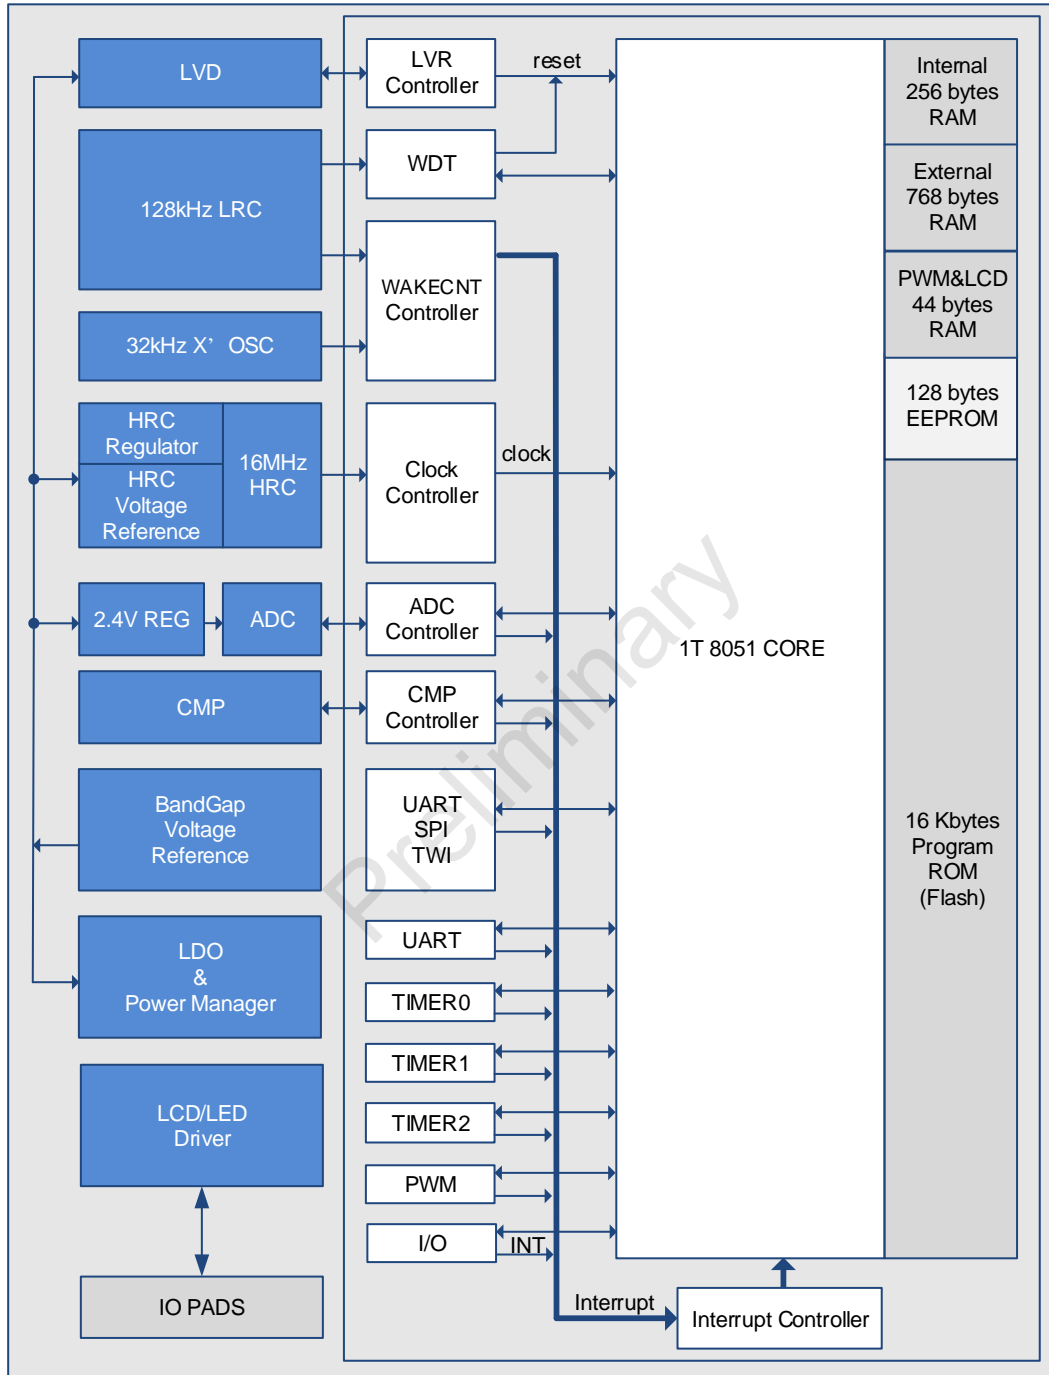 LVD
LVR
Controller
reset
Internal
256 bytes
RAM
128kHz LRC
WDT
External
768 bytes
RAM
WAKECNT
Controller
PWM&LCD
44 bytes
RAM
32kHz X’ OSC
128 bytes
EEPROM
HRC
Regulator
HRC
Voltage
Reference
16MHz
HRC
Clock
Controller
clock
2.4V REG
ADC
ADC
Controller
1T 8051 CORE
CMP
CMP
Controller
BandGap
Voltage
Reference
UART
SPI
TWI
16 Kbytes
Program
ROM
(Flash)
LDO
&
Power Manager
UART
TIMER0
TIMER1
LCD/LED
Driver
TIMER2
PWM
I/O
INT
IO PADS
Interrupt
Interrupt Controller
Preliminary